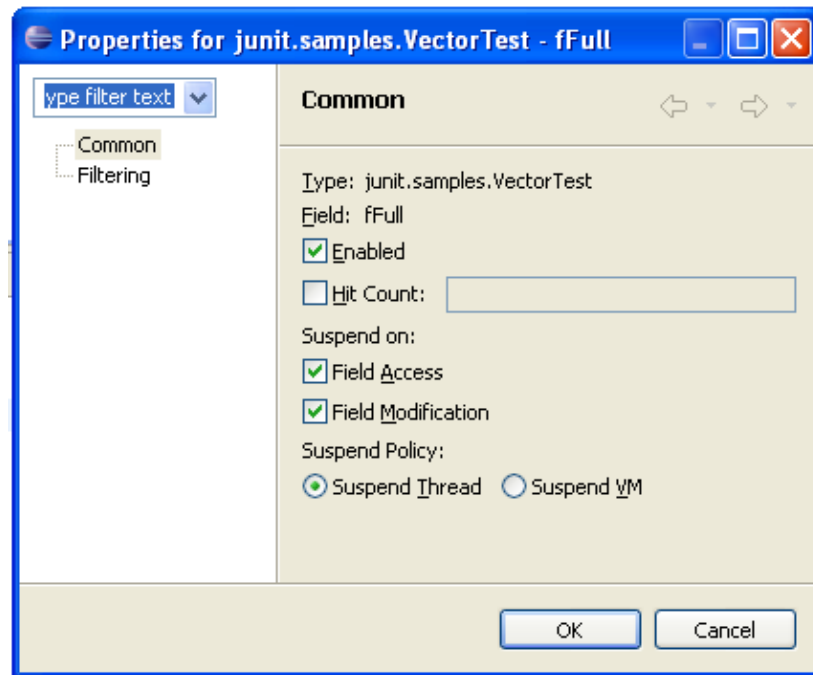 Properties for junit.samples.VectorTest - fFull
ype filter text
Common
Filtering
Common
Type: junit.samples.VectorTest
Field: fFull
Enabled
Hit Count:
Suspend on:
Field Access
Field Modification
Suspend Policy:
Suspend Thread Suspend VM
OK Cancel